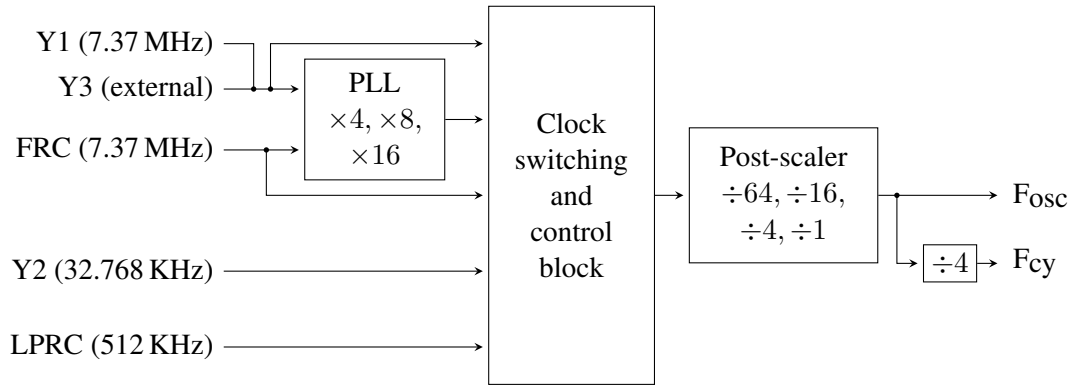 Y1 (7.37 MHz)
Y3 (external)
FRC (7.37 MHz)
Y2 (32.768 KHz)
LPRC (512 KHz)
PLL
×4, ×8,
×16
Clock
switching
and
control
block
Post-scaler
÷64, ÷16,
÷4, ÷1
Fosc
÷4
Fcy